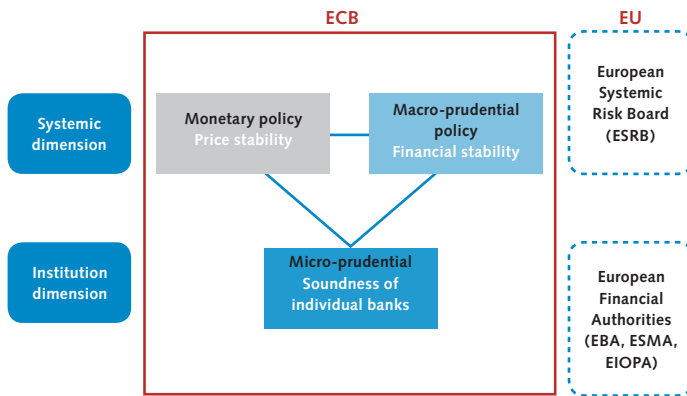 ECB
EU
Systemic
dimension
Monetary policy
Price stability
Macro-prudential
policy
Financial stability
European
Systemic
Risk Board
(ESRB)
Institution
dimension
Micro-prudential
Soundness of
individual banks
European
Financial
Authorities
(EBA, ESMA,
EIOPA)